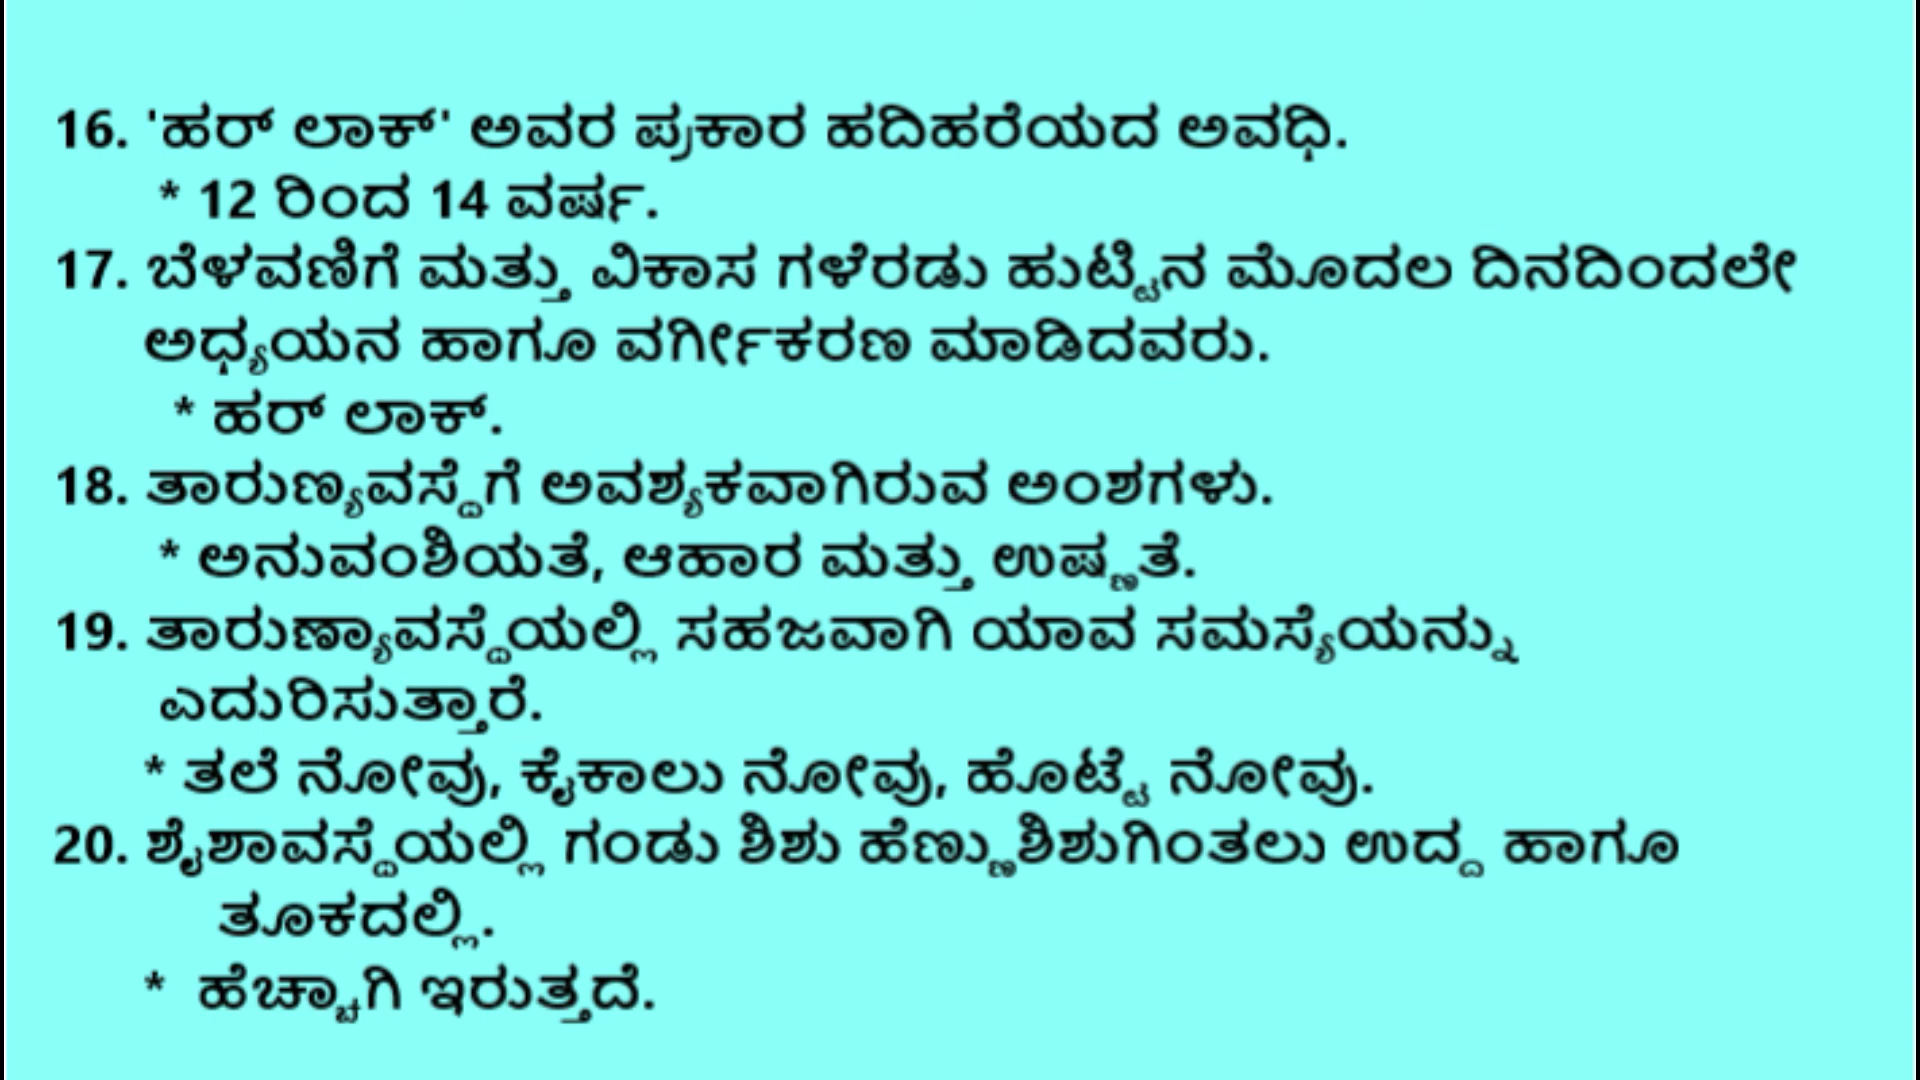 16. 'ಹರ್ ಲಾಕ್' ಅವರ ಪ್ರಕಾರ ಹದಿಹರೆಯದ ಅವಧಿ.
* 12 ರಿಂದ 14 ವರ್ಷ.
17. ಬೆಳವಣಿಗೆ ಮತ್ತು ವಿಕಾಸ ಗಳೆರಡು ಹುಟ್ಟಿನ ಮೊದಲ ದಿನದಿಂದಲೇ
ಅಧ್ಯಯನ ಹಾಗೂ ವರ್ಗೀಕರಣ ಮಾಡಿದವರು.
* ಹರ್ ಲಾಕ್.
18. ತಾರುಣ್ಯವಸ್ಥೆಗೆ ಅವಶ್ಯಕವಾಗಿರುವ ಅಂಶಗಳು.
* ಅನುವಂಶಿಯತೆ, ಆಹಾರ ಮತ್ತು ಉಷ್ಣತೆ.
19. ತಾರುಣ್ಯಾವಸ್ಥೆಯಲ್ಲಿ ಸಹಜವಾಗಿ ಯಾವ ಸಮಸ್ಯೆಯನ್ನು
ಎದುರಿಸುತ್ತಾರೆ.
* ತಲೆ ನೋವು, ಕೈಕಾಲು ನೋವು, ಹೊಟ್ಟೆ ನೋವು.
20. ಶೈಶಾವಸ್ಥೆಯಲ್ಲಿ ಗಂಡು ಶಿಶು ಹೆಣ್ಣುಶಿಶುಗಿಂತಲು ಉದ್ದ ಹಾಗೂ
ತೂಕದಲ್ಲಿ.
* ಹೆಚ್ಚಾಗಿ ಇರುತ್ತದೆ.